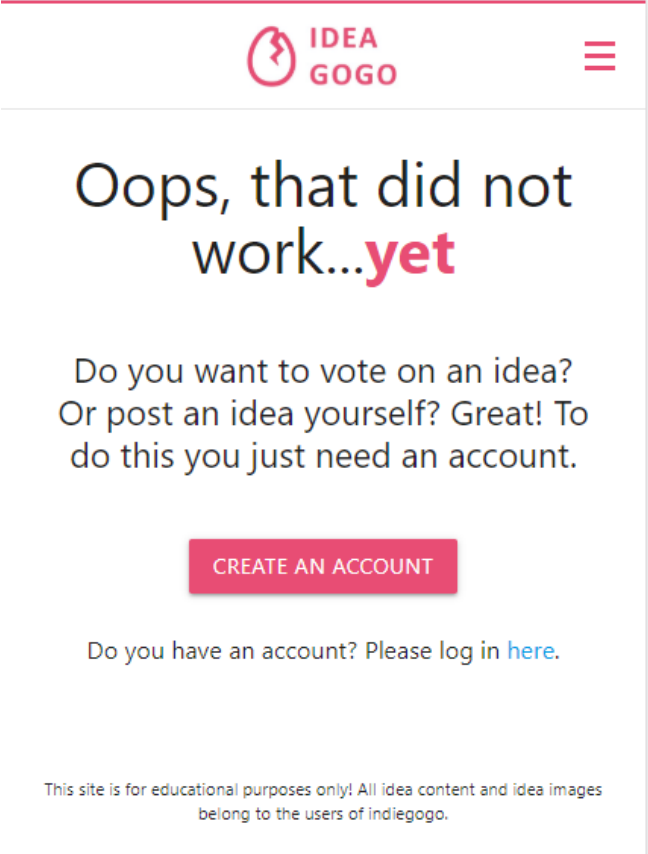 IDEA
GOGO
Oops, that did not
work...yet
Do you want to vote on an idea?
Or post an idea yourself? Great! To
do this you just need an account.
CREATE AN ACCOUNT
Do you have an account? Please log in here.
This site is for educational purposes only! All idea content and idea images
belong to the users of indiegogo.